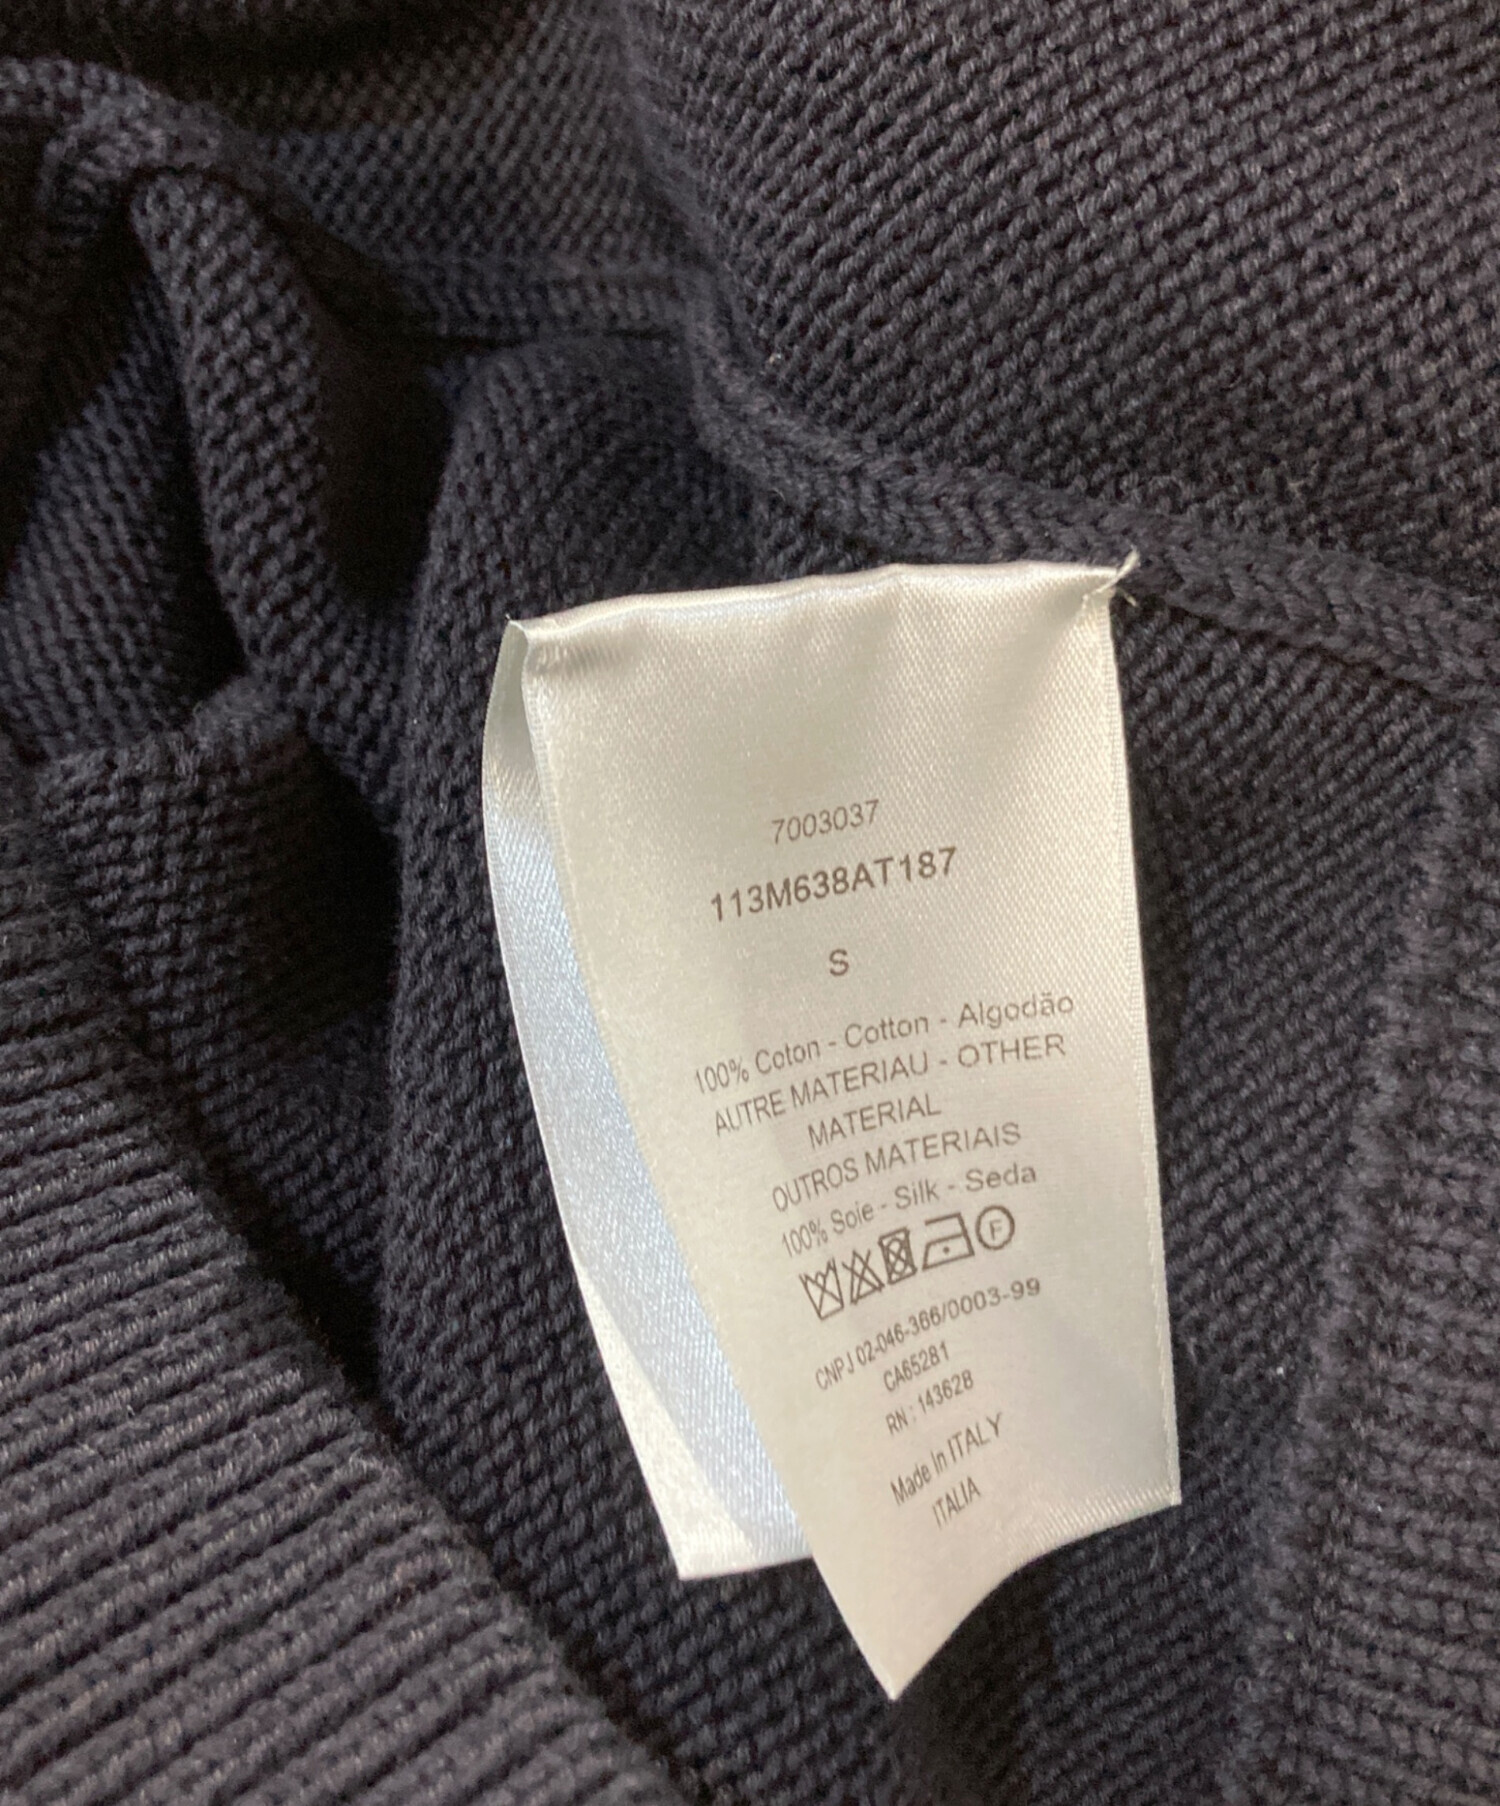 7003037
113M638AT187
S
100% Coton - Cotton - Algodão
AUTRE MATERIAU - OTHER
MATERIAL
OUTROS MATERIAIS
100% Soie - Silk - Seda
F
CNPJ 02-046-366/0003-99
CA65281
RN: 143628
Made in ITALY
ITALIA